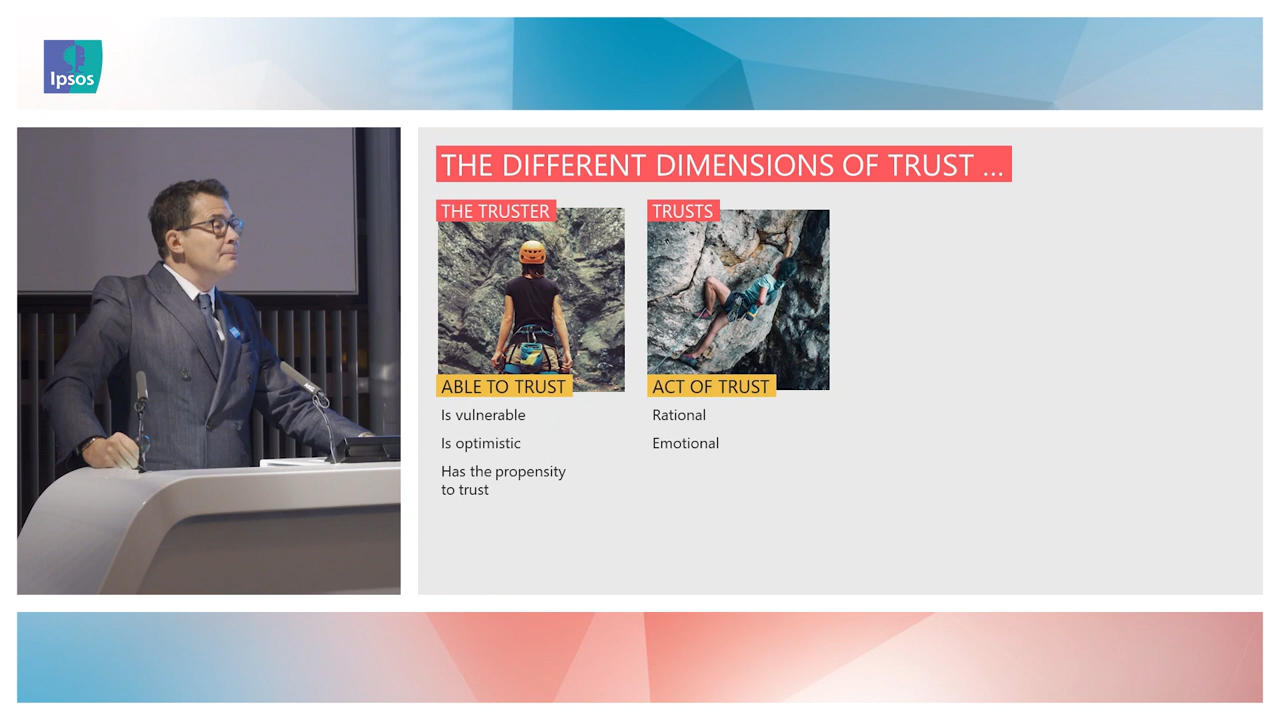 Ipsos
THE DIFFERENT DIMENSIONS OF TRUST ...
THE TRUSTER
TRUSTS
ABLE TO TRUST
ACT OF TRUST
Is vulnerable
Rational
Is optimistic
Emotional
Has the propensity
to trust